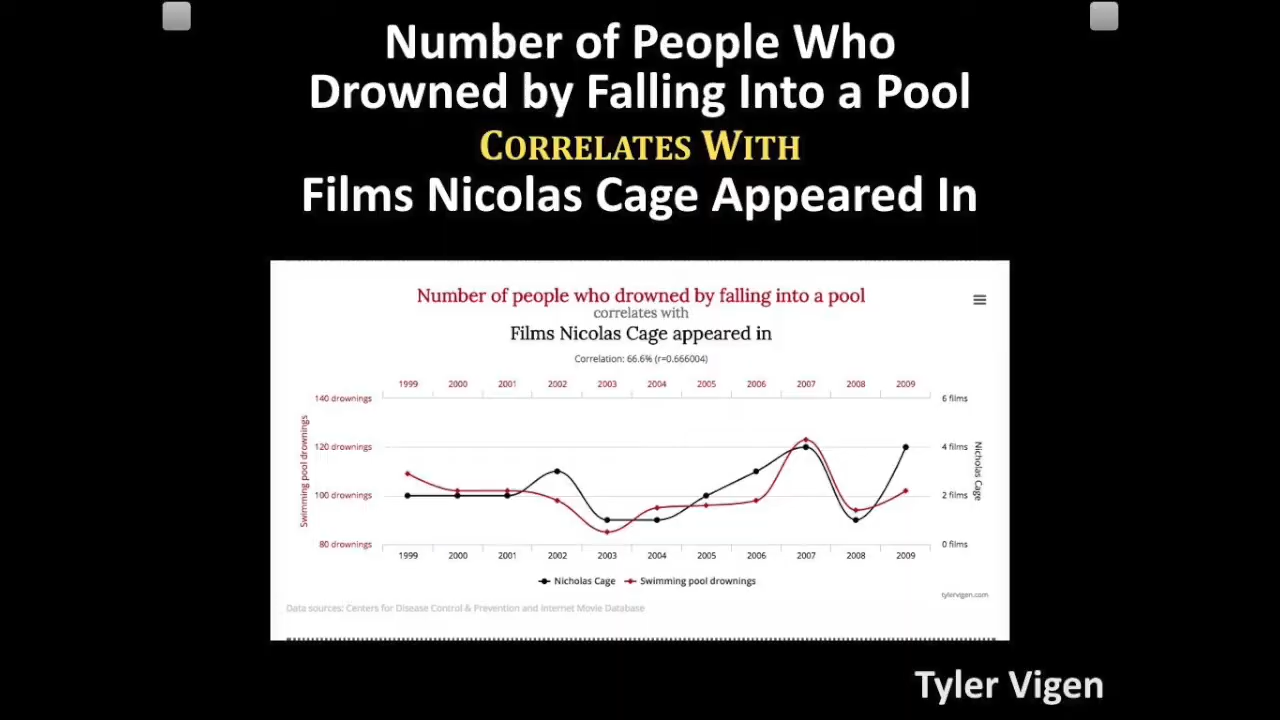 Number of People Who
Drowned by Falling Into a Pool
CORRELATES WITH
Films Nicolas Cage Appeared In
Number of people who drowned by falling into a pool
correlates with
Films Nicolas Cage appeared in
Correlation: 66.6% (r=0.666004)
1999 2000 2001 2002 2003 2004 2005 2006 2007 2008 2009
140 drownings 6 films
120 drownings 4 films
100 drownings 2 films
80 drownings 0 films
Swimming pool drownings
Nicholas Cage
1999 2000 2001 2002 2003 2004 2005 2006 2007 2008 2009
Nicholas Cage Swimming pool drownings
tylervigen.com
Data sources: Centers for Disease Control & Prevention and Internet Movie Database
Tyler Vigen